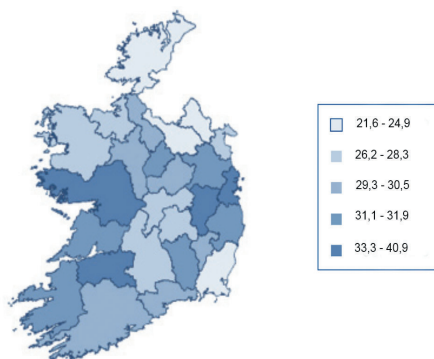 21,6 - 24,9
26,2 - 28,3
29,3 - 30,5
31,1 - 31,9
33,3 - 40,9